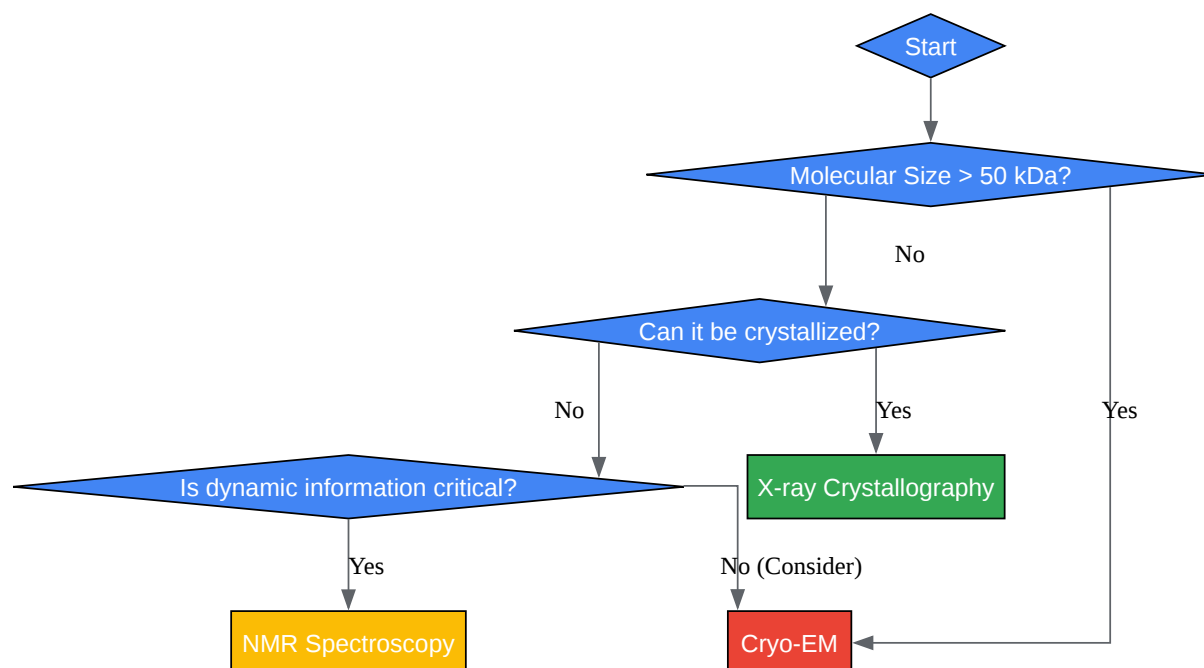 Start
Molecular Size > 50 kDa?
No
Can it be crystallized?
No
Yes
Yes
Is dynamic information critical?
X-ray Crystallography
Yes
No (Consider)
NMR Spectroscopy
Cryo-EM